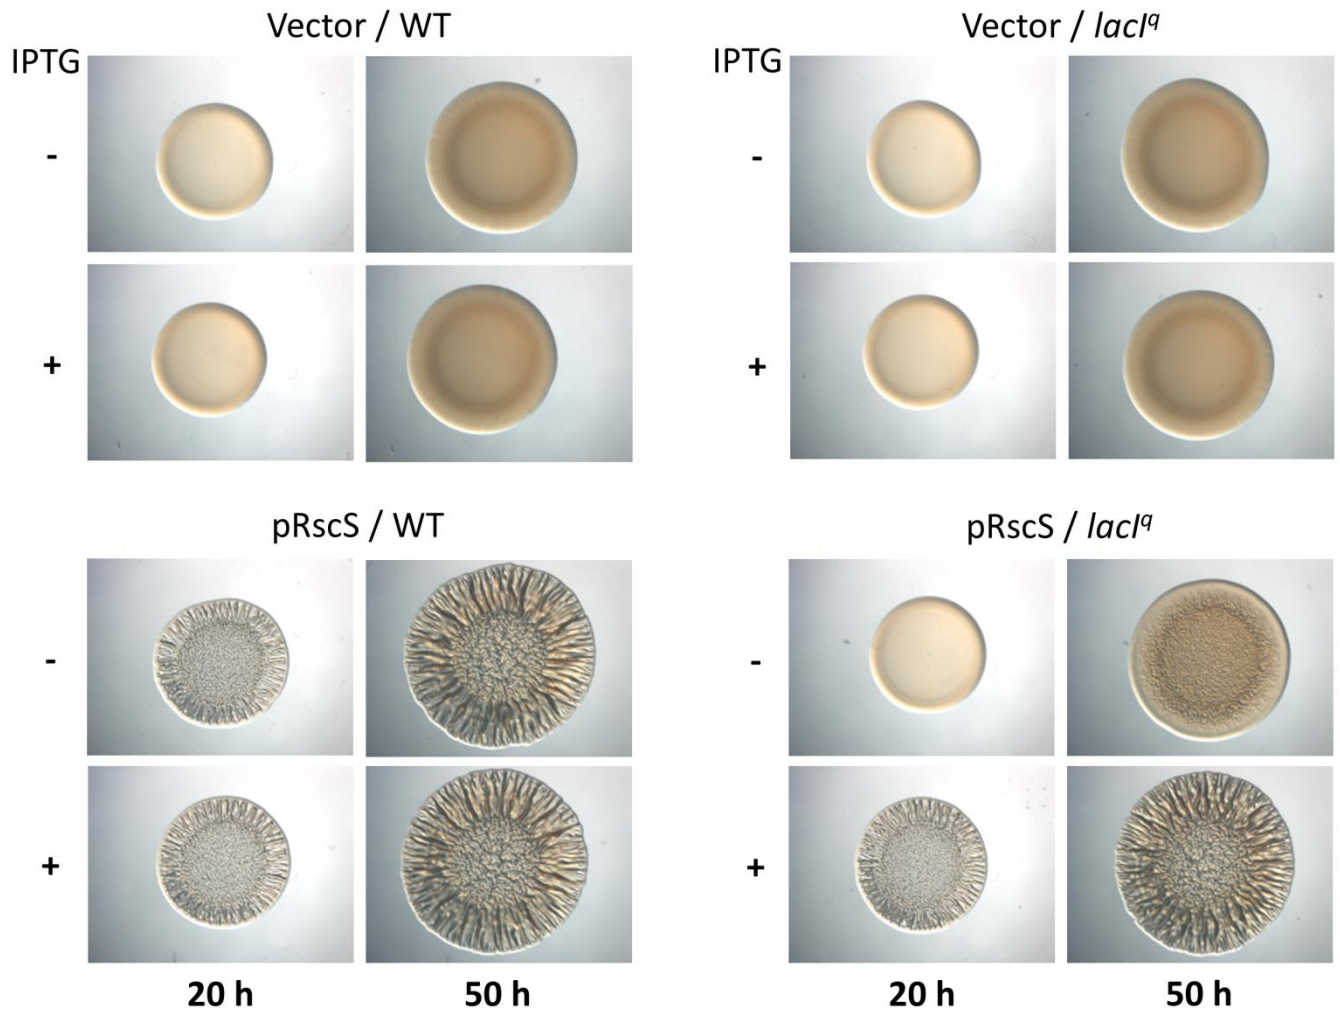 Vector / WT
Vector / lacIq
IPTG
IPTG
-
-
+
+
pRscS / WT
pRscS / lacIq
-
-
+
+
20 h
50 h
20 h
50 h